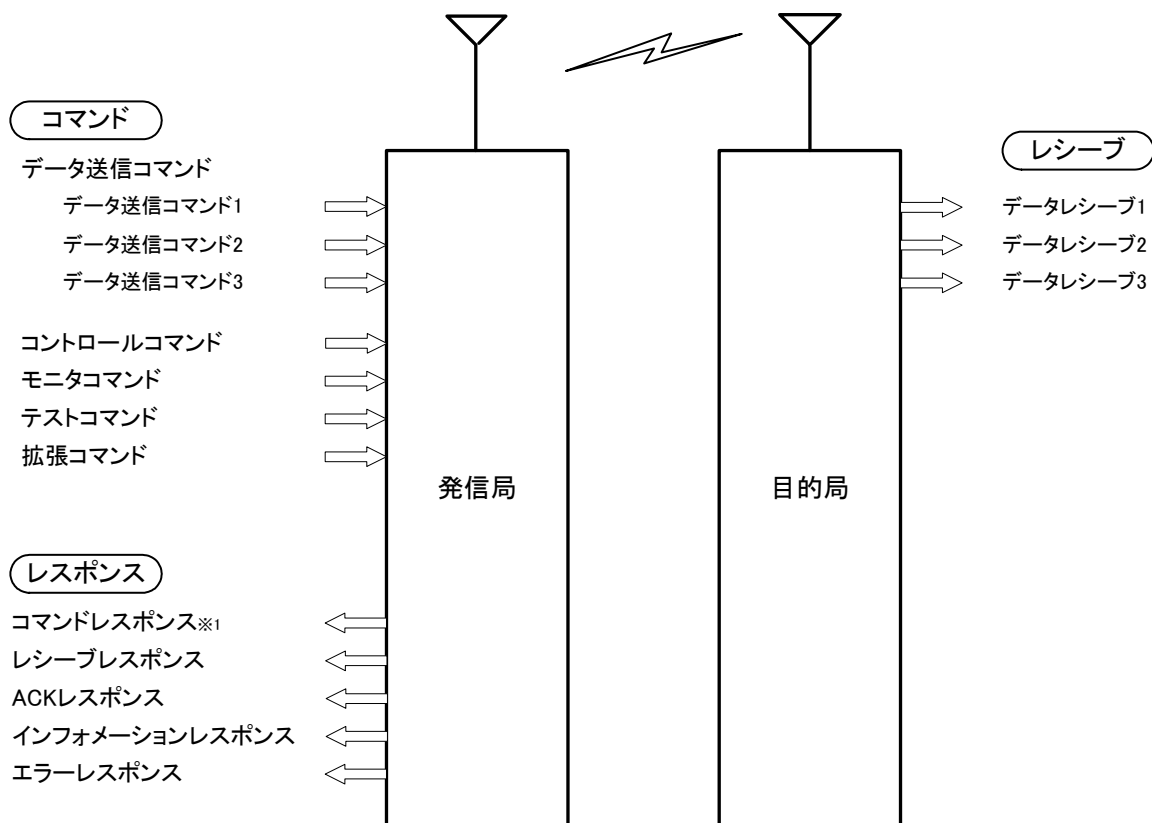 コマンド
データ送信コマンド
データ送信コマンド1
データ送信コマンド2
データ送信コマンド3
コントロールコマンド
モニタコマンド
テストコマンド
拡張コマンド
レスポンス
コマンドレスポンス※1
レシーブレスポンス
ACKレスポンス
インフォメーションレスポンス
エラーレスポンス
発信局
目的局
レシーブ
データレシーブ1
データレシーブ2
データレシーブ3